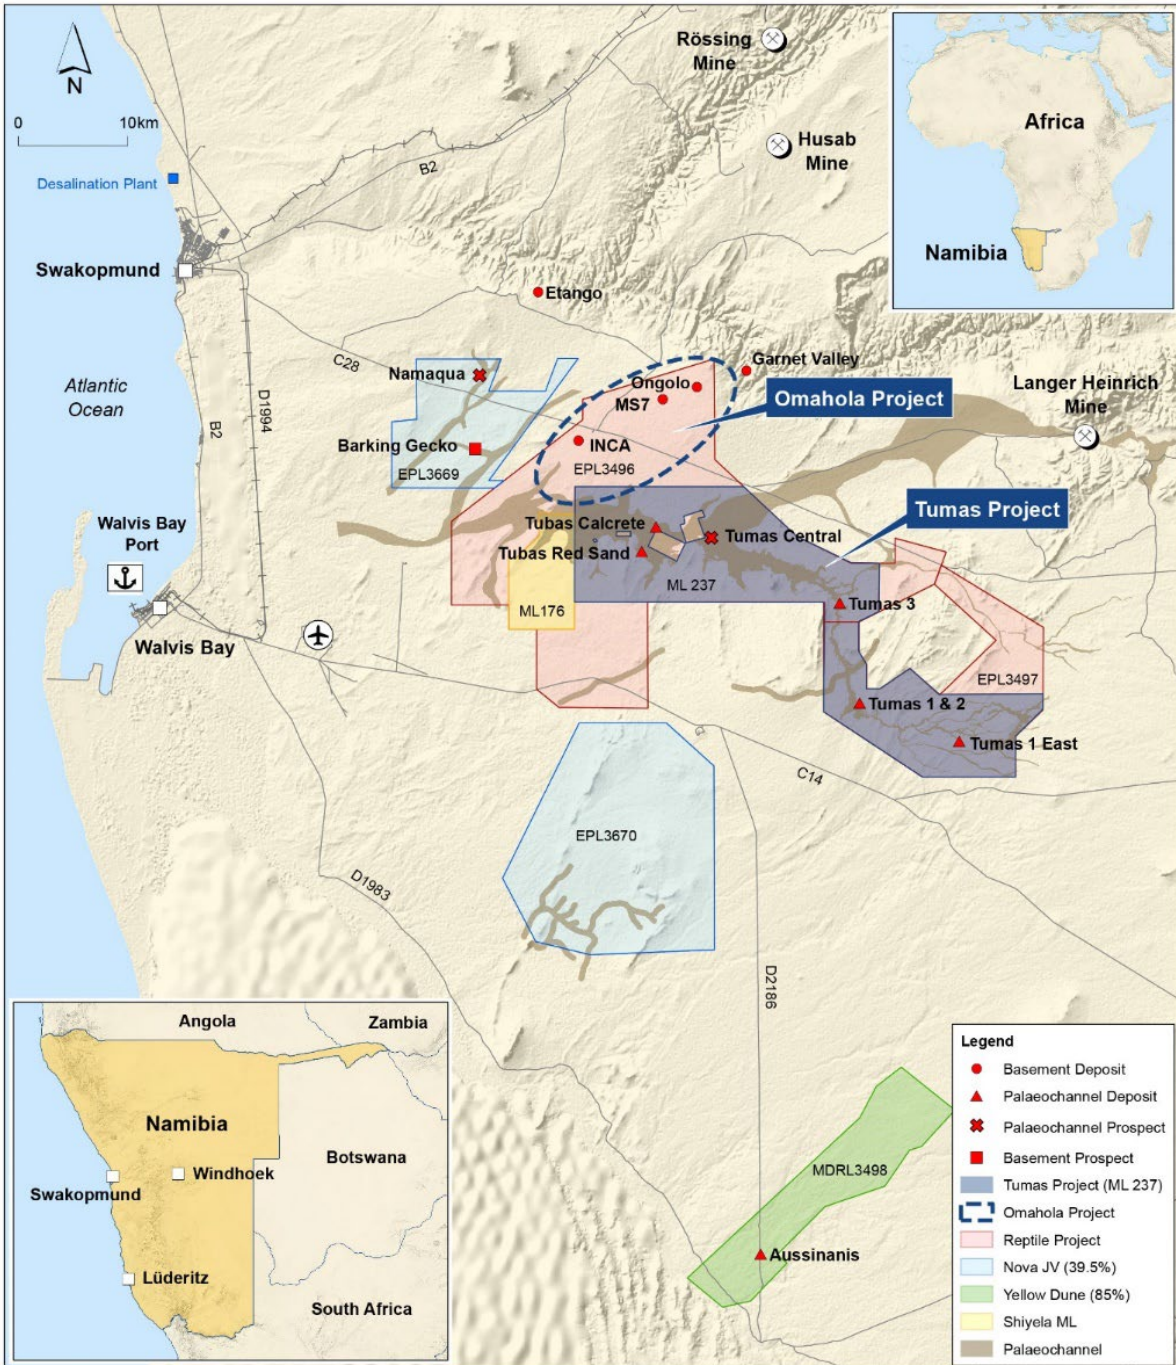 N
0 10km
Rössing
Mine
Husab
Mine
Africa
Namibia
Desalination Plant
B2
Swakopmund
Etango
C28
Namaqua
Garnet Valley
Ongolo
MS7
Omahola Project
Langer Heinrich
Mine
Atlantic
Ocean
D1994
B2
Barking Gecko
EPL3669
INCA
EPL3496
Tumas Project
Walvis Bay
Port
Tubas Calcrete
Tumas Central
Tubas Red Sand
ML 237
ML176
Tumas 3
Walvis Bay
EPL3497
Tumas 1 & 2
Tumas 1 East
C14
EPL3670
D1983
D2186
MDRL3498
Aussinanis
Angola
Zambia
Namibia
Botswana
Windhoek
Swakopmund
Lüderitz
South Africa
Legend
Basement Deposit
Palaeochannel Deposit
Palaeochannel Prospect
Basement Prospect
Tumas Project (ML 237)
Omahola Project
Reptile Project
Nova JV (39.5%)
Yellow Dune (85%)
Shiyela ML
Palaeochannel